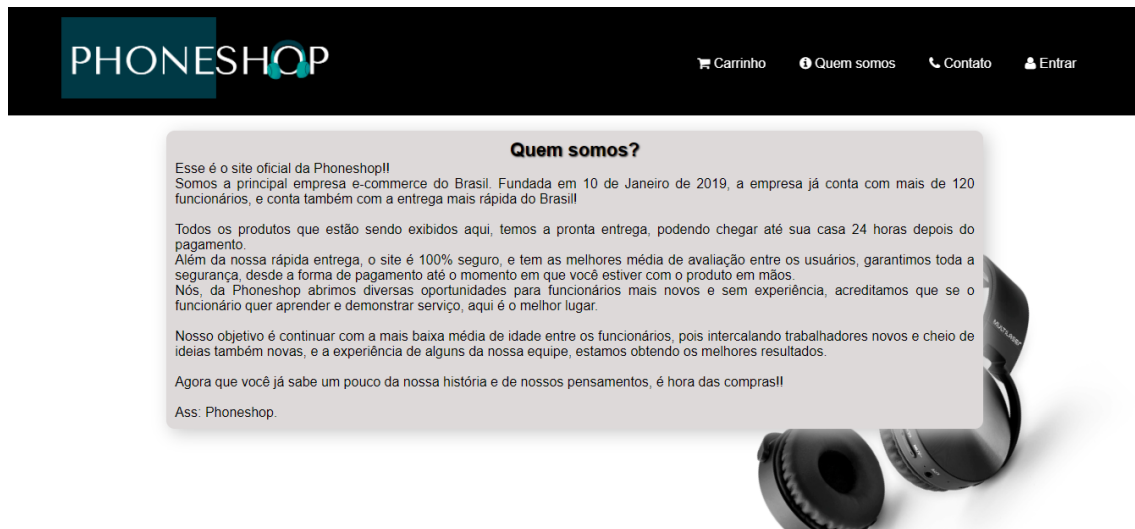 PHONESHOP
Carrinho
Quem somos
Contato
Entrar
Quem somos?
Esse é o site oficial da Phoneshop!!
Somos a principal empresa e-commerce do Brasil. Fundada em 10 de Janeiro de 2019, a empresa já conta com mais de 120
funcionários, e conta também com a entrega mais rápida do Brasil!
Todos os produtos que estão sendo exibidos aqui, temos a pronta entrega, podendo chegar até sua casa 24 horas depois do
pagamento.
Além da nossa rápida entrega, o site é 100% seguro, e tem as melhores média de avaliação entre os usuários, garantimos toda a
segurança, desde a forma de pagamento até o momento em que você estiver com o produto em mãos.
Nós, da Phoneshop abrimos diversas oportunidades para funcionários mais novos e sem experiência, acreditamos que se o
funcionário quer aprender e demonstrar serviço, aqui é o melhor lugar.
Nosso objetivo é continuar com a mais baixa média de idade entre os funcionários, pois intercalando trabalhadores novos e cheio de
ideias também novas, e a experiência de alguns da nossa equipe, estamos obtendo os melhores resultados.
Agora que você já sabe um pouco da nossa história e de nossos pensamentos, é hora das compras!!
Ass: Phoneshop.
MULTILASER